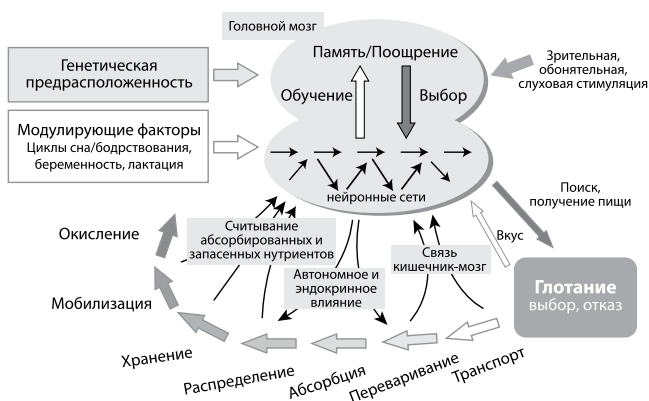 Головной мозг
Генетическая
предрасположенность
Память/Поощрение
Зрительная,
обонятельная,
слуховая стимуляция
Обучение
Выбор
Модулирующие факторы
Циклы сна/бодрствования,
беременность, лактация
нейронные сети
Поиск,
получение пищи
Считывание
абсорбированных и
запасенных нутриентов
Вкус
Окисление
Связь
кишечник-мозг
Автономное и
эндокринное
влияние
Глотание
выбор, отказ
Мобилизация
Хранение
Распределение
Абсорбция
Переваривание
Транспорт